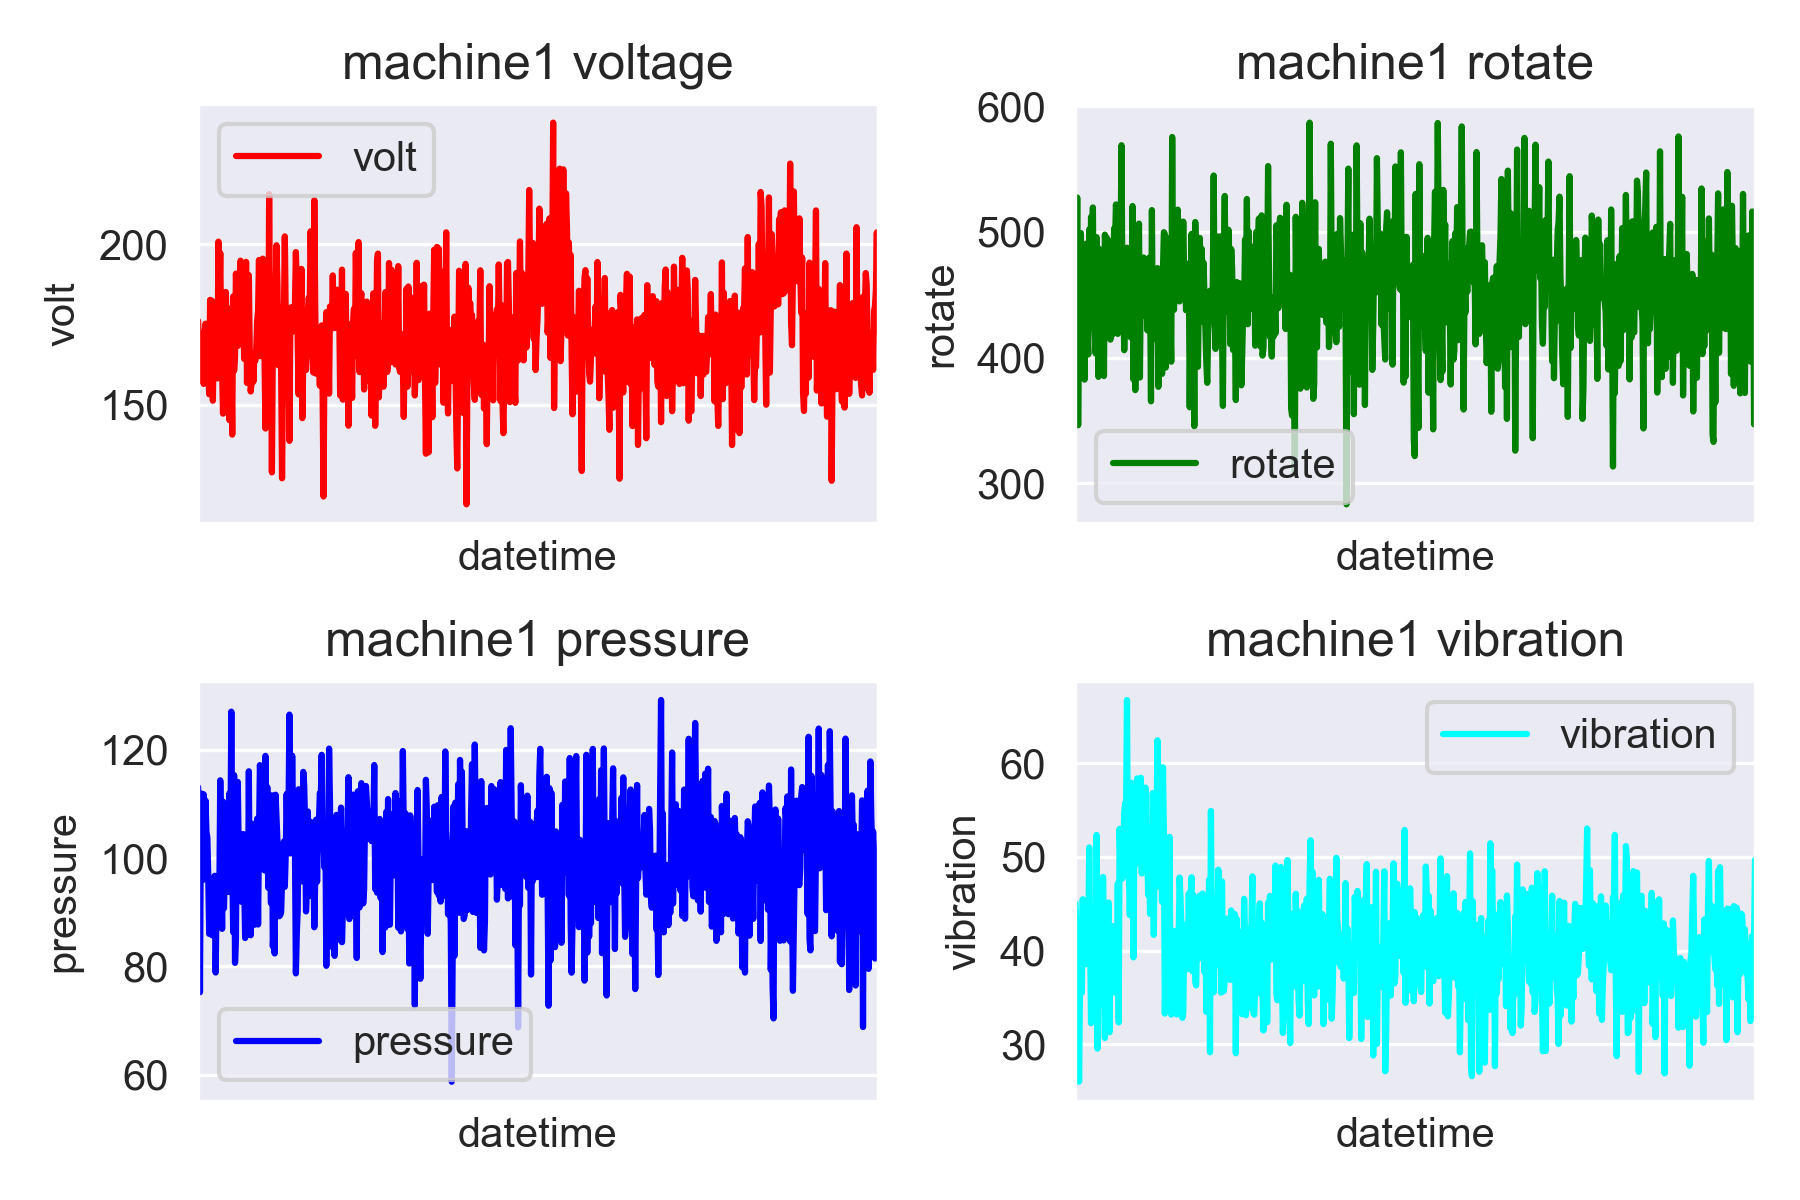 machine1 voltage
volt
200
150
volt
datetime
machine1 rotate
600
500
400
300
rotate
rotate
datetime
machine1 pressure
120
100
80
60
pressure
pressure
datetime
machine1 vibration
vibration
60
50
40
30
vibration
datetime